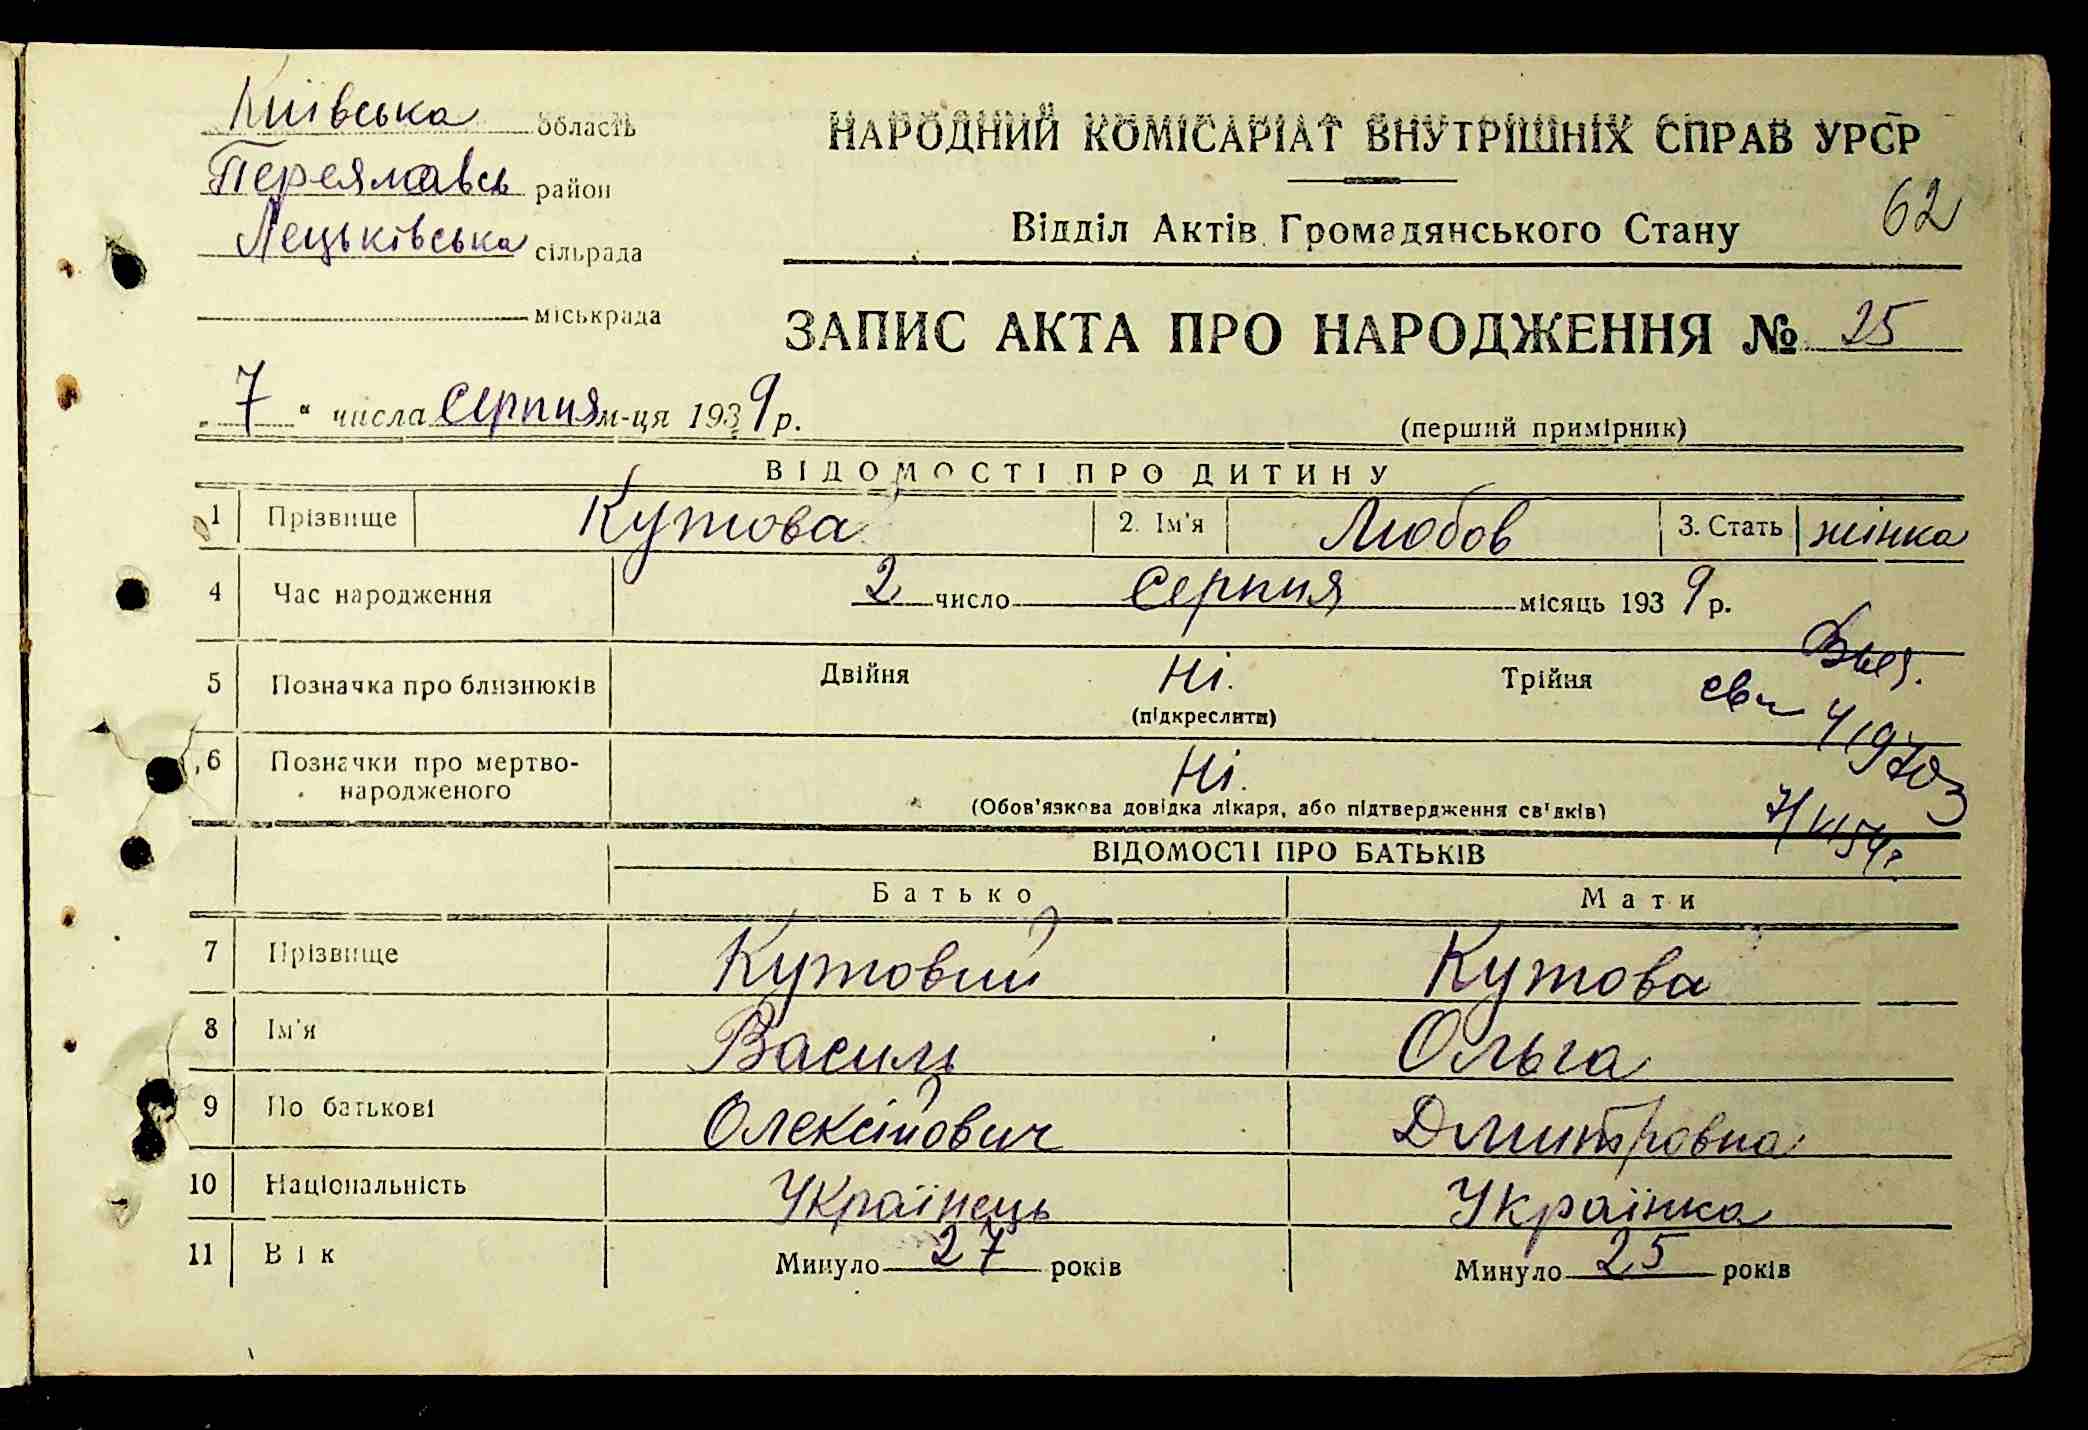 Київська область
Переяславсь район
Лецьківська сільрада
міськрада
НАРОДНИЙ КОМІСАРІАТ ВНУТРІШНІХ СПРАВ УРСР
Відділ Актів Громадянського Стану
62
ЗАПИС АКТА ПРО НАРОДЖЕННЯ № 25
„ 7 “ числа серпня м-ця 1939 р.
(перший примірник)
ВІДОМОСТІ ПРО ДИТИНУ
1 Прізвище Кутова 2. Ім'я Любов 3. Стать жінка
4 Час народження 2 число серпня місяць 1939 р.
5 Позначка про близнюків Двійня Ні. Трійня
(підкреслити)
6 Позначки про мертвонародженого Ні.
(Обов'язкова довідка лікаря, або підтвердження свідків)
ВІДОМОСТІ ПРО БАТЬКІВ
Батько Мати
7 Прізвище Кутовий Кутова
8 Ім'я Василь Ольга
9 По батькові Олексійович Дмитровна
10 Національність Українець Українка
11 Вік Минуло 27 років Минуло 25 років